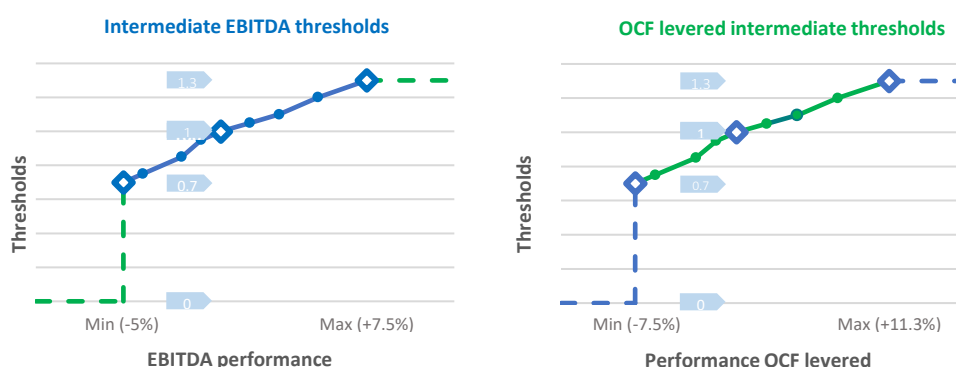 Intermediate EBITDA thresholds
1.3
1
0.7
0
Thresholds
Min (-5%)
Max (+7.5%)
EBITDA performance
OCF levered intermediate thresholds
1.3
1
0.7
0
Thresholds
Min (-7.5%)
Max (+11.3%)
Performance OCF levered